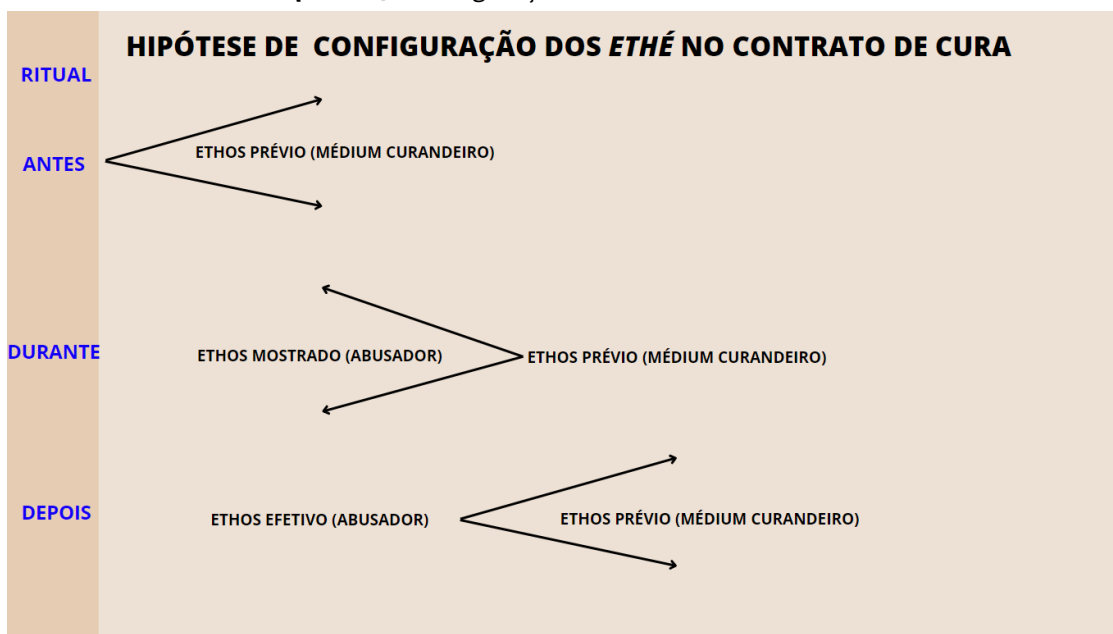 HIPÓTESE DE CONFIGURAÇÃO DOS ETHÉ NO CONTRATO DE CURA
RITUAL
ANTES
ETHOS PRÉVIO (MÉDIUM CURANDEIRO)
DURANTE
ETHOS MOSTRADO (ABUSADOR)
ETHOS PRÉVIO (MÉDIUM CURANDEIRO)
DEPOIS
ETHOS EFETIVO (ABUSADOR)
ETHOS PRÉVIO (MÉDIUM CURANDEIRO)